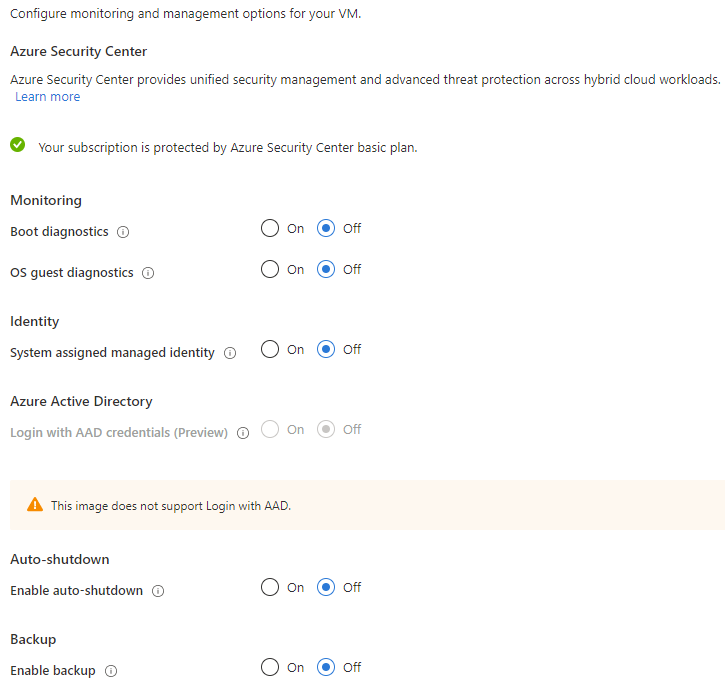 Configure monitoring and management options for your VM.
Azure Security Center
Azure Security Center provides unified security management and advanced threat protection across hybrid cloud workloads.
Learn more
Your subscription is protected by Azure Security Center basic plan.
Monitoring
Boot diagnostics On Off
OS guest diagnostics On Off
Identity
System assigned managed identity On Off
Azure Active Directory
Login with AAD credentials (Preview) On Off
This image does not support Login with AAD.
Auto-shutdown
Enable auto-shutdown On Off
Backup
Enable backup On Off